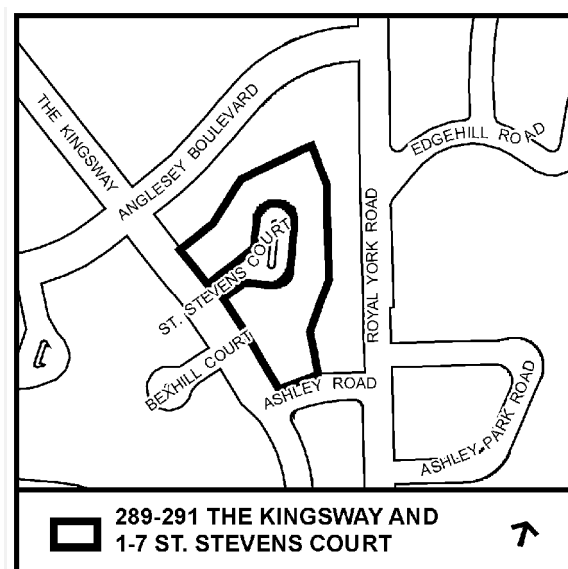 THE KINGSWAY
ANGLESEY BOULEVARD
EDGEHILL ROAD
ROYAL YORK ROAD
ST. STEVENS COURT
BEXHILL COURT
ASHLEY ROAD
ASHLEY PARK ROAD
289-291 THE KINGSWAY AND
1-7 ST. STEVENS COURT